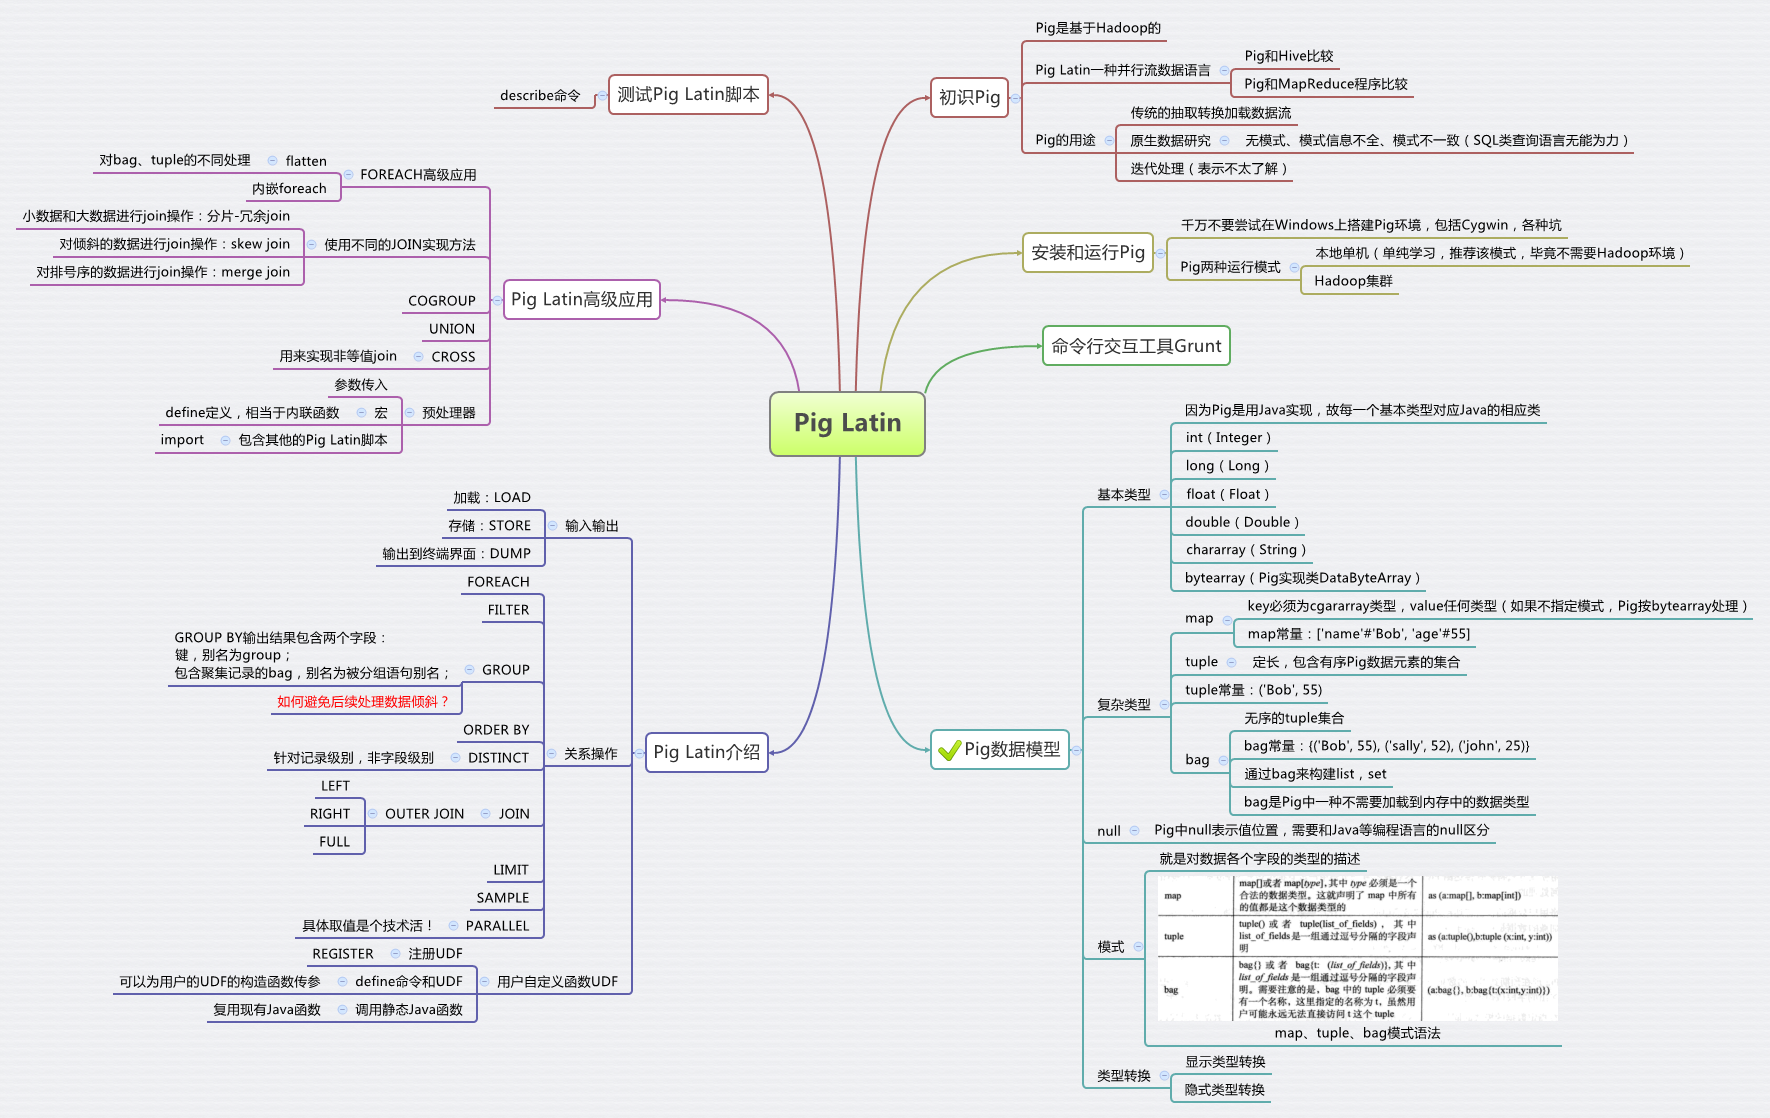 Pig Latin
初识Pig
Pig是基于Hadoop的
Pig Latin一种并行流数据语言
Pig和Hive比较
Pig和MapReduce程序比较
Pig的用途
传统的抽取转换加载数据流
原生数据研究
无模式、模式信息不全、模式不一致（SQL类查询语言无能为力）
迭代处理（表示不太了解）
安装和运行Pig
千万不要尝试在Windows上搭建Pig环境，包括Cygwin，各种坑
Pig两种运行模式
本地单机（单纯学习，推荐该模式，毕竟不需要Hadoop环境）
Hadoop集群
命令行交互工具Grunt
Pig数据模型
基本类型
因为Pig是用Java实现，故每一个基本类型对应Java的相应类
int（Integer）
long（Long）
float（Float）
double（Double）
chararray（String）
bytearray（Pig实现类DataByteArray）
复杂类型
map
key必须为cgararray类型，value任何类型（如果不指定模式，Pig按bytearray处理）
map常量：['name'#'Bob', 'age'#55]
tuple
定长，包含有序Pig数据元素的集合
tuple常量：('Bob', 55)
bag
无序的tuple集合
bag常量：{('Bob', 55), ('sally', 52), ('john', 25)}
通过bag来构建list，set
bag是Pig中一种不需要加载到内存中的数据类型
null
Pig中null表示值位置，需要和Java等编程语言的null区分
模式
就是对数据各个字段的类型的描述
map
map[]或者 map[type], 其中 type 必须是一个
合法的数据类型。这就声明了 map 中所有
的值都是这个数据类型的
as (a:map[], b:map[int])
tuple
tuple() 或者 tuple(list_of_fields)，其中
list_of_fields 是一组通过逗号分隔的字段声
明
as (a:tuple(),b:tuple (x:int, y:int))
bag
bag{} 或者 bag{t: (list_of_fields)}, 其中
list_of_fields 是一组通过逗号分隔的字段声
明。需要注意的是，bag 中的 tuple 必须要
有一个名称，这里指定的名称为 t，虽然用
户可能永远无法直接访问 t 这个 tuple
(a:bag{}, b:bag{t:(x:int,y:int)})
map、tuple、bag模式语法
类型转换
显示类型转换
隐式类型转换
测试Pig Latin脚本
describe命令
Pig Latin高级应用
FOREACH高级应用
flatten
对bag、tuple的不同处理
内嵌foreach
使用不同的JOIN实现方法
小数据和大数据进行join操作：分片-冗余join
对倾斜的数据进行join操作：skew join
对排号序的数据进行join操作：merge join
COGROUP
UNION
CROSS
用来实现非等值join
预处理器
参数传入
宏
define定义，相当于内联函数
包含其他的Pig Latin脚本
import
Pig Latin介绍
输入输出
加载：LOAD
存储：STORE
输出到终端界面：DUMP
关系操作
FOREACH
FILTER
GROUP
GROUP BY输出结果包含两个字段：
键，别名为group；
包含聚集记录的bag，别名为被分组语句别名；
如何避免后续处理数据倾斜？
ORDER BY
DISTINCT
针对记录级别，非字段级别
JOIN
OUTER JOIN
LEFT
RIGHT
FULL
LIMIT
SAMPLE
PARALLEL
具体取值是个技术活！
用户自定义函数UDF
注册UDF
REGISTER
define命令和UDF
可以为用户的UDF的构造函数传参
调用静态Java函数
复用现有Java函数